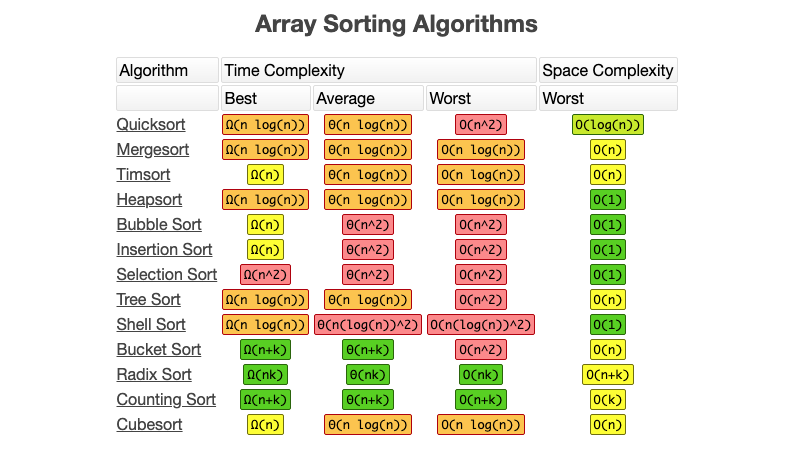 Array Sorting Algorithms
Algorithm Time Complexity Space Complexity
Best Average Worst Worst
Quicksort Ω(n log(n)) Θ(n log(n)) O(n^2) O(log(n))
Mergesort Ω(n log(n)) Θ(n log(n)) O(n log(n)) O(n)
Timsort Ω(n) Θ(n log(n)) O(n log(n)) O(n)
Heapsort Ω(n log(n)) Θ(n log(n)) O(n log(n)) O(1)
Bubble Sort Ω(n) Θ(n^2) O(n^2) O(1)
Insertion Sort Ω(n) Θ(n^2) O(n^2) O(1)
Selection Sort Ω(n^2) Θ(n^2) O(n^2) O(1)
Tree Sort Ω(n log(n)) Θ(n log(n)) O(n^2) O(n)
Shell Sort Ω(n log(n)) Θ(n(log(n))^2) O(n(log(n))^2) O(1)
Bucket Sort Ω(n+k) Θ(n+k) O(n^2) O(n)
Radix Sort Ω(nk) Θ(nk) O(nk) O(n+k)
Counting Sort Ω(n+k) Θ(n+k) O(n+k) O(k)
Cubesort Ω(n) Θ(n log(n)) O(n log(n)) O(n)